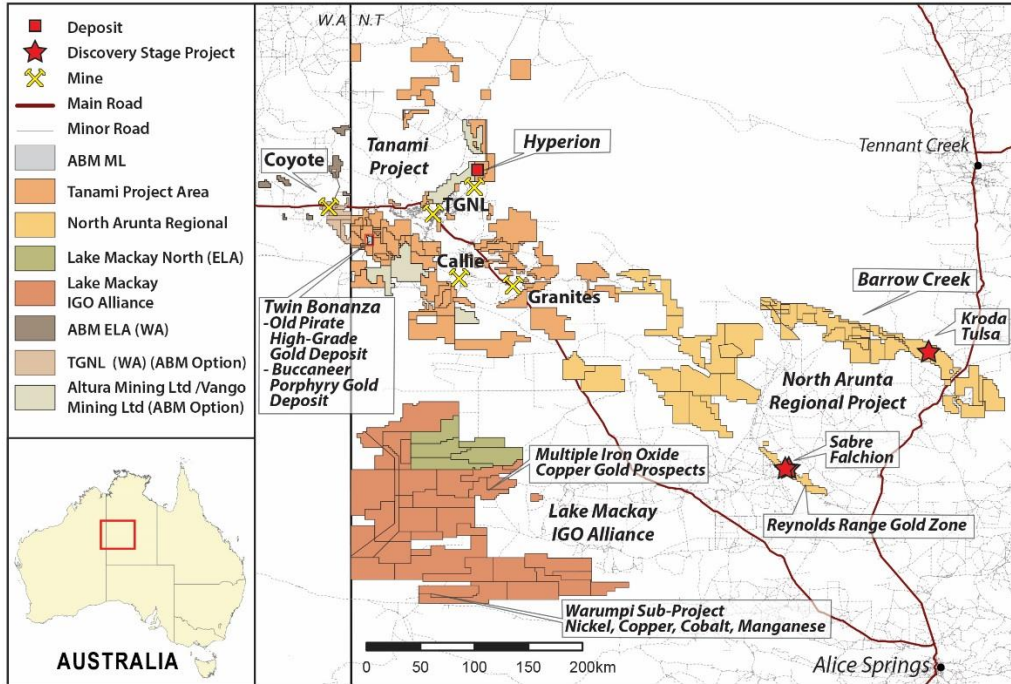 Deposit
Discovery Stage Project
Mine
Main Road
Minor Road
ABM ML
Tanami Project Area
North Arunta Regional
Lake Mackay North (ELA)
Lake Mackay
IGO Alliance
ABM ELA (WA)
TGNL (WA) (ABM Option)
Altura Mining Ltd /Vango
Mining Ltd (ABM Option)
AUSTRALIA
W.A N.T
Tanami
Project
Hyperion
Coyote
TGNL
Callie
Granites
Twin Bonanza
-Old Pirate
High-Grade
Gold Deposit
- Buccaneer
Porphyry Gold
Deposit
Tennant Creek
Barrow Creek
Kroda
Tulsa
North Arunta
Regional Project
Sabre
Falchion
Reynolds Range Gold Zone
Multiple Iron Oxide
Copper Gold Prospects
Lake Mackay
IGO Alliance
Warumpi Sub-Project
Nickel, Copper, Cobalt, Manganese
0 50 100 200km
Alice Springs